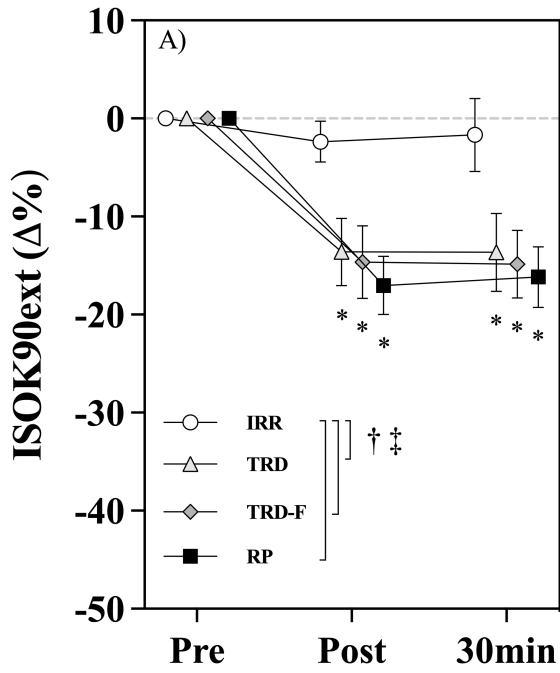 A)
ISOK90ext (Δ%)
10
0
-10
-20
-30
-40
-50
* * *
* * *
IRR
TRD
TRD-F
RP
† ‡
Pre Post 30min